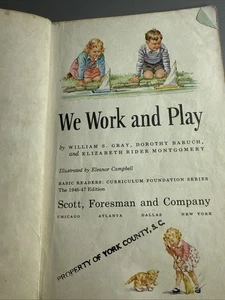 We Work and Play
by WILLIAM S. GRAY, DOROTHY BARUCH,
and ELIZABETH RIDER MONTGOMERY
Illustrated by Eleanor Campbell
BASIC READERS: CURRICULUM FOUNDATION SERIES
The 1946-47 Edition
Scott, Foresman and Company
CHICAGO ATLANTA DALLAS NEW YORK
PROPERTY OF YORK COUNTY, S. C.